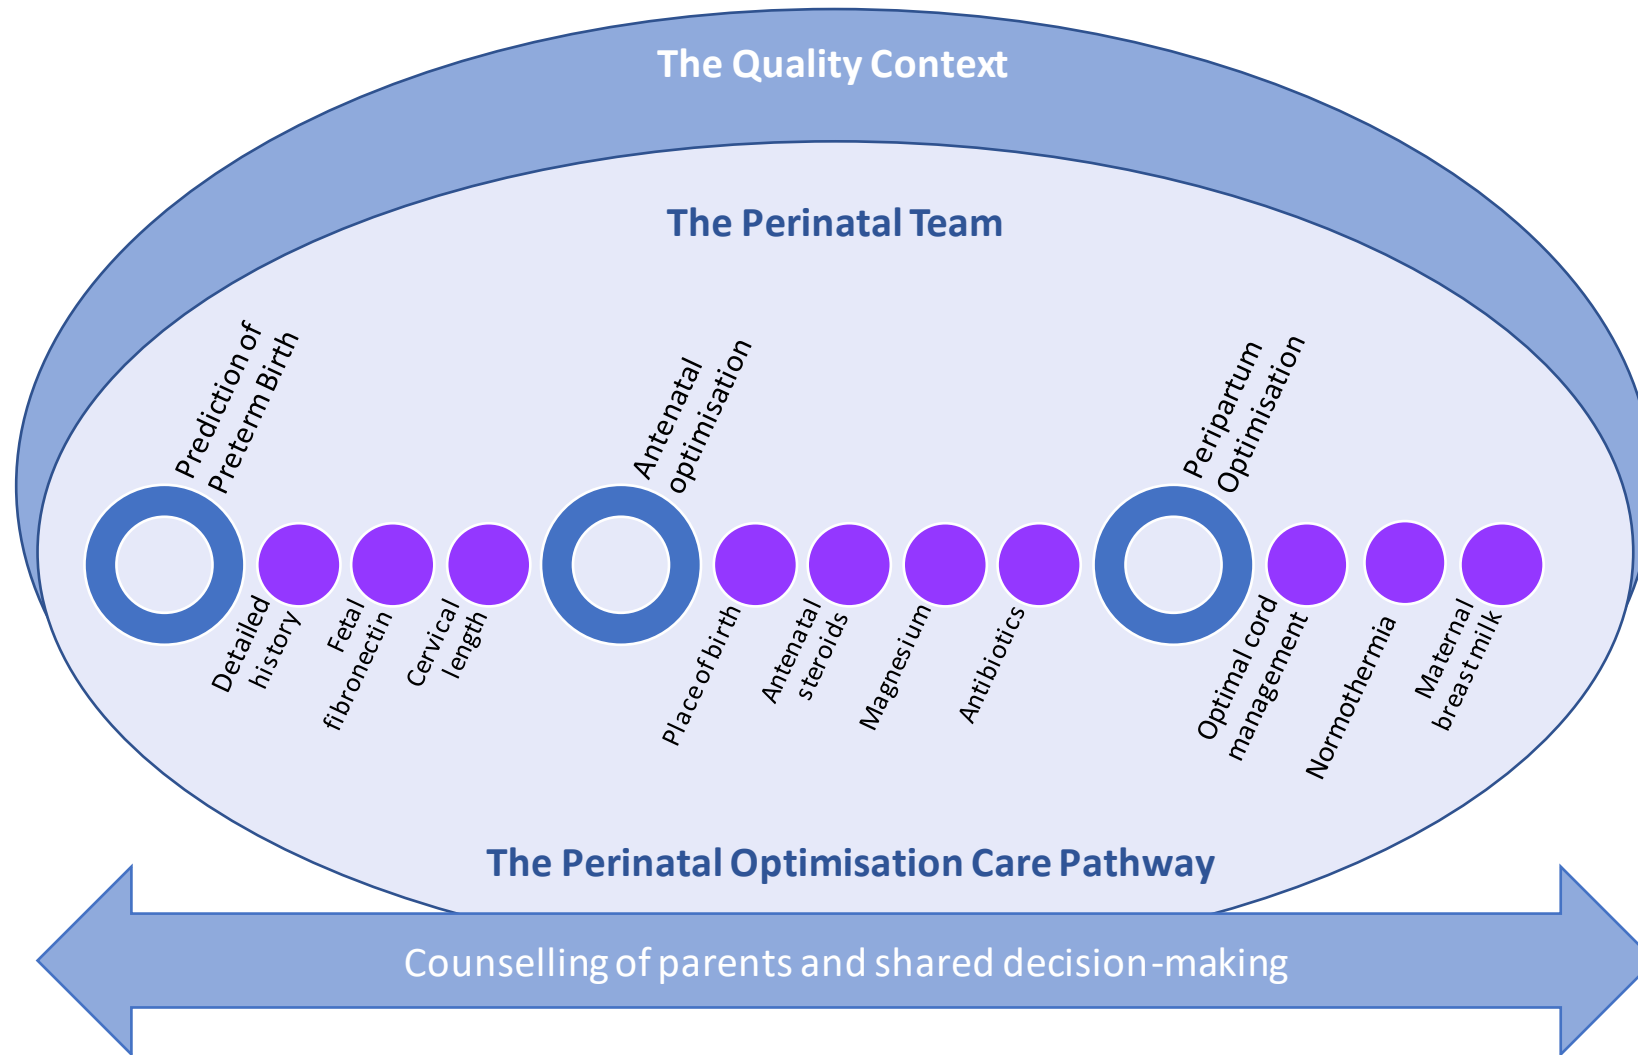 The Quality Context
The Perinatal Team
Prediction of
Preterm Birth
Antenatal
optimisation
Peripartum
Optimisation
Detailed
history
Fetal
fibronectin
Cervical
length
Place of birth
Antenatal
steroids
Magnesium
Antibiotics
Optimal cord
management
Normothermia
Maternal
breast milk
The Perinatal Optimisation Care Pathway
Counselling of parents and shared decision-making